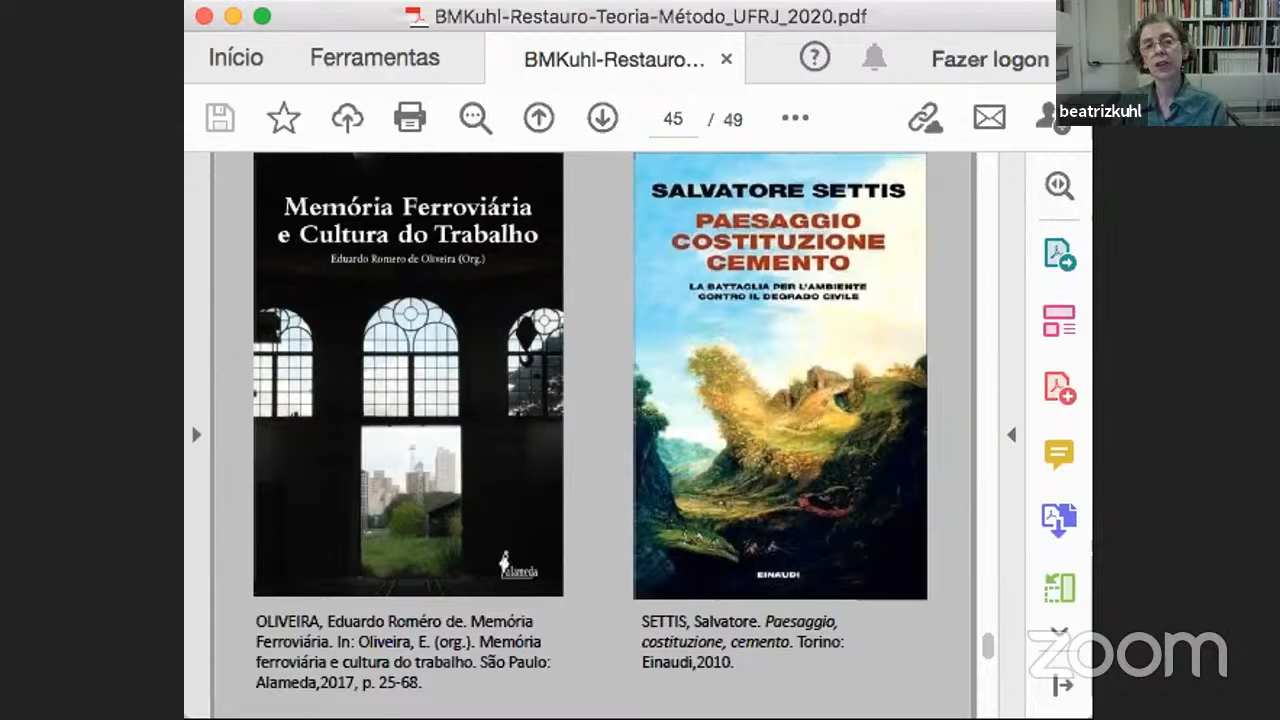 BMKuhl-Restauro-Teoria-Método_UFRJ_2020.pdf
Início
Ferramentas
BMKuhl-Restauro...
Fazer logon
beatrizkuhl
45 / 49
Memória Ferroviária
e Cultura do Trabalho
Eduardo Romero de Oliveira (Org.)
alameda
SALVATORE SETTIS
PAESAGGIO
COSTITUZIONE
CEMENTO
LA BATTAGLIA PER L'AMBIENTE
CONTRO IL DEGRADO CIVILE
EINAUDI
OLIVEIRA, Eduardo Roméro de. Memória
Ferroviária. In: Oliveira, E. (org.). Memória
ferroviária e cultura do trabalho. São Paulo:
Alameda,2017, p. 25-68.
SETTIS, Salvatore. Paesaggio,
costituzione, cemento. Torino:
Einaudi,2010.
zoom